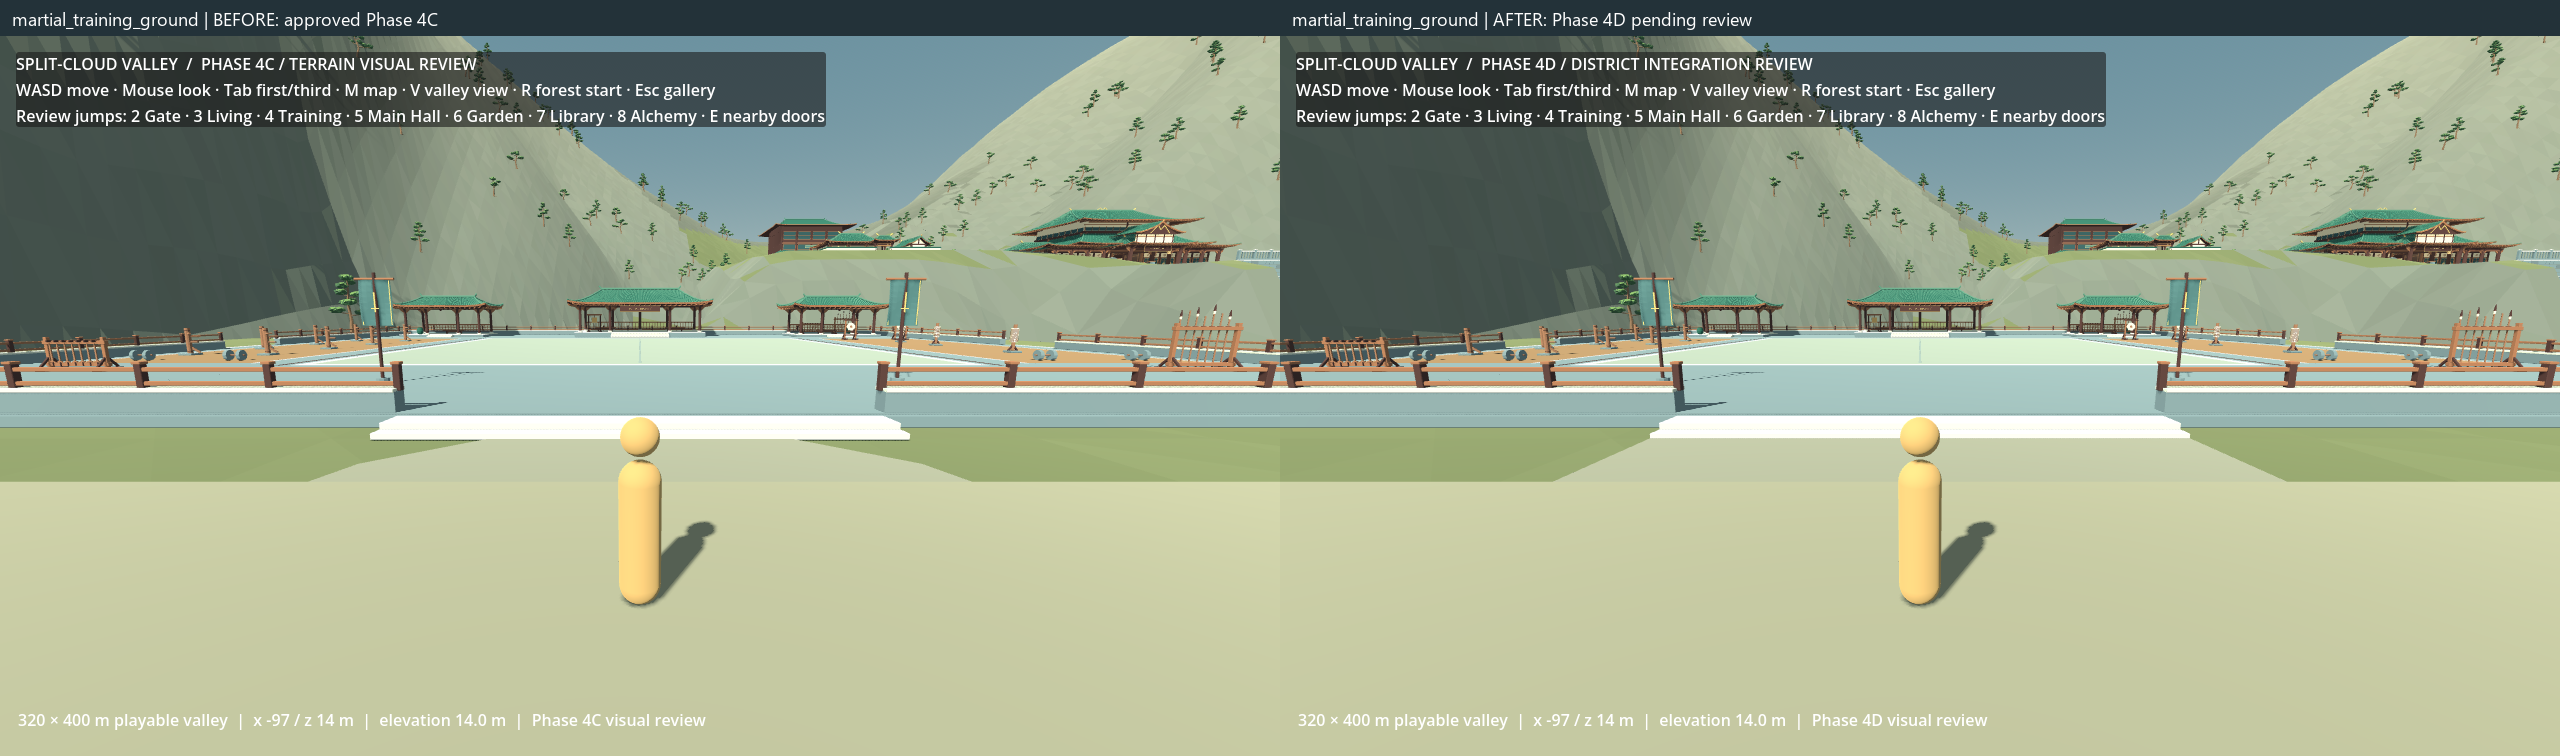 martial_training_ground | BEFORE: approved Phase 4C
SPLIT-CLOUD VALLEY / PHASE 4C / TERRAIN VISUAL REVIEW
WASD move · Mouse look · Tab first/third · M map · V valley view · R forest start · Esc gallery
Review jumps: 2 Gate · 3 Living · 4 Training · 5 Main Hall · 6 Garden · 7 Library · 8 Alchemy · E nearby doors
320 × 400 m playable valley | x -97 / z 14 m | elevation 14.0 m | Phase 4C visual review
martial_training_ground | AFTER: Phase 4D pending review
SPLIT-CLOUD VALLEY / PHASE 4D / DISTRICT INTEGRATION REVIEW
WASD move · Mouse look · Tab first/third · M map · V valley view · R forest start · Esc gallery
Review jumps: 2 Gate · 3 Living · 4 Training · 5 Main Hall · 6 Garden · 7 Library · 8 Alchemy · E nearby doors
320 × 400 m playable valley | x -97 / z 14 m | elevation 14.0 m | Phase 4D visual review